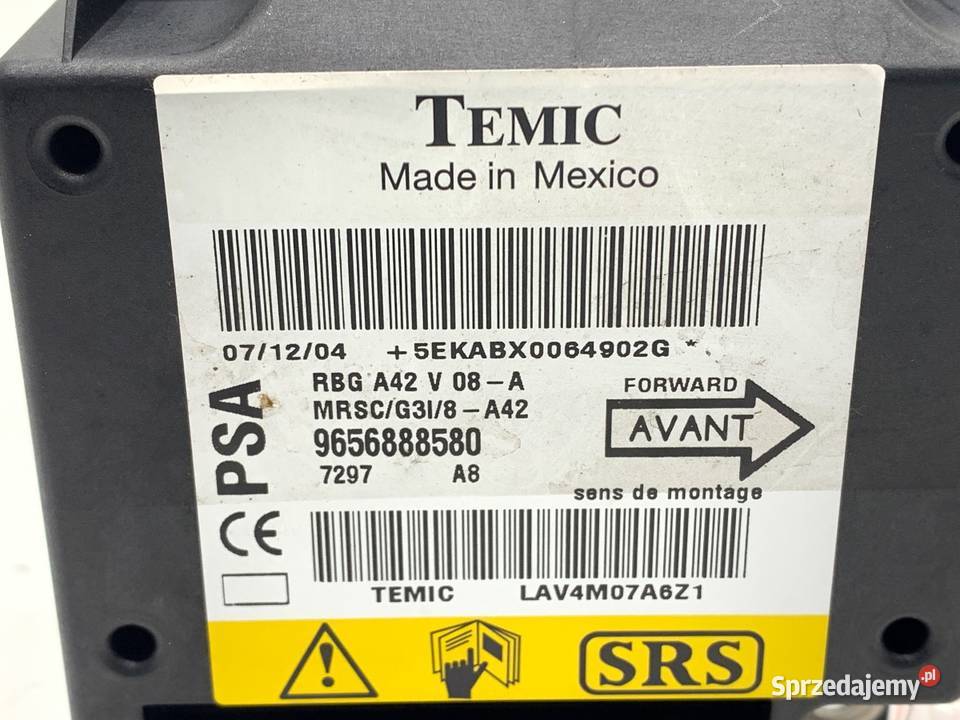 TEMIC
Made in Mexico
07/12/04 +5EKABX0064902G *
RBG A42 V 08-A
MRSC/G3I/8-A42
9656888580
7297 A8
PSA
FORWARD
AVANT
sens de montage
CE
TEMIC LAV4M07A6Z1
!
SRS
Sprzedajemy.pl